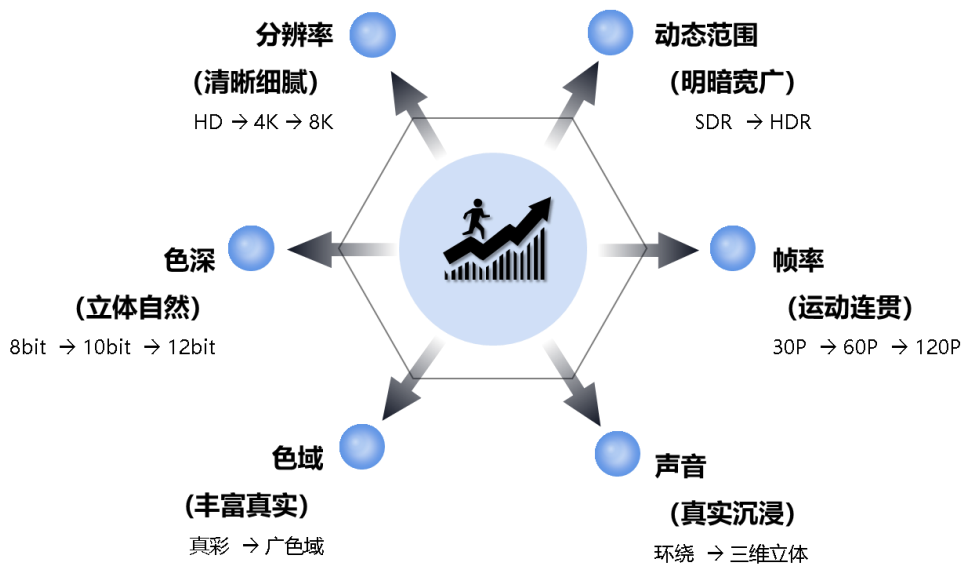 分辨率
(清晰细腻)
HD → 4K → 8K
动态范围
(明暗宽广)
SDR → HDR
色深
(立体自然)
8bit → 10bit → 12bit
帧率
(运动连贯)
30P → 60P → 120P
色域
(丰富真实)
真彩 → 广色域
声音
(真实沉浸)
环绕 → 三维立体